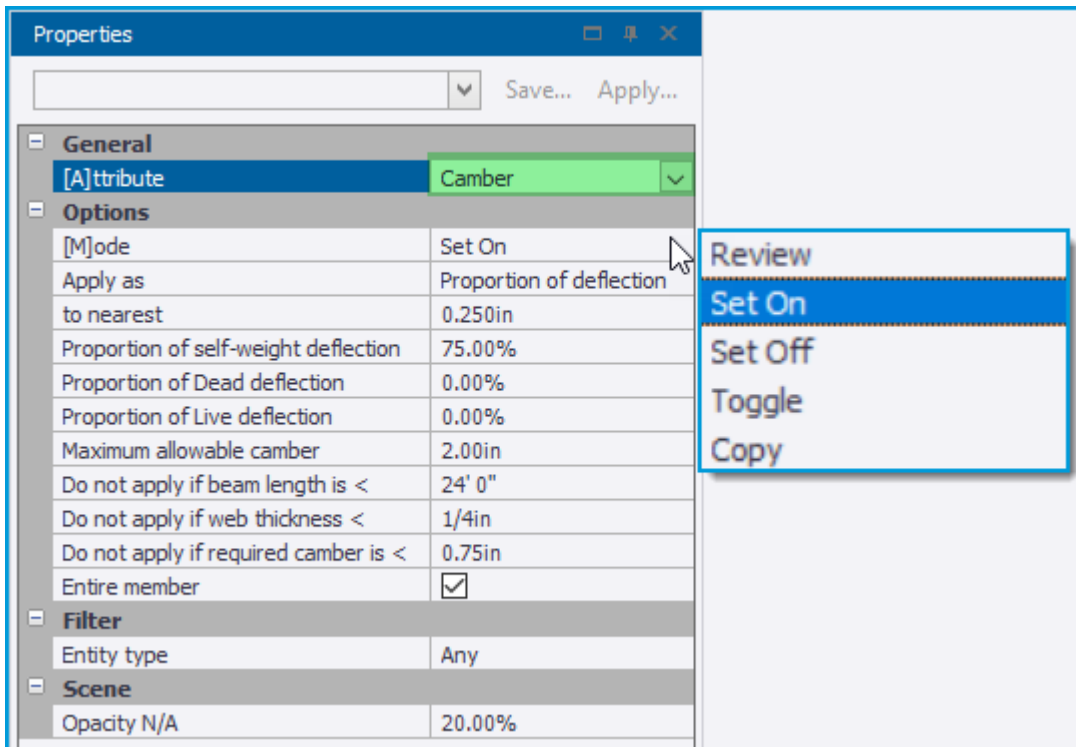 Properties
Save... Apply...
General
[A]ttribute Camber
Options
[M]ode Set On
Apply as Proportion of deflection
to nearest 0.250in
Proportion of self-weight deflection 75.00%
Proportion of Dead deflection 0.00%
Proportion of Live deflection 0.00%
Maximum allowable camber 2.00in
Do not apply if beam length is < 24' 0"
Do not apply if web thickness < 1/4in
Do not apply if required camber is < 0.75in
Entire member
Filter
Entity type Any
Scene
Opacity N/A 20.00%
Review
Set On
Set Off
Toggle
Copy